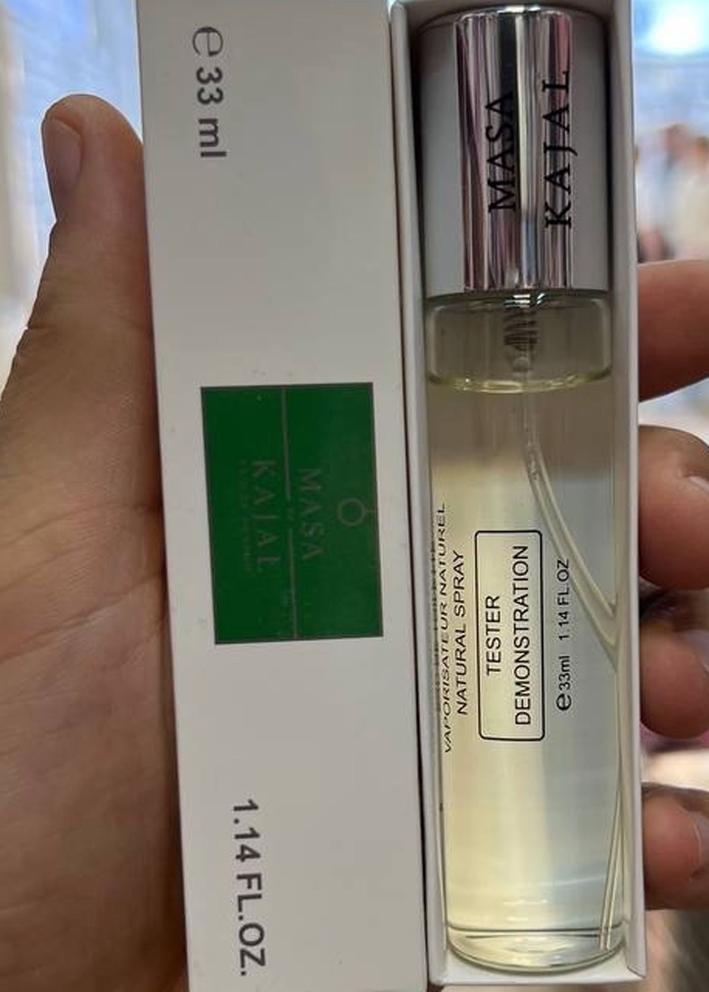 e 33 ml
MASA
KAJAL
1.14 FL.OZ.
MASA
KAJAL
VAPORISATEUR NATUREL
NATURAL SPRAY
TESTER
DEMONSTRATION
e33ml 1.14 FL.OZ